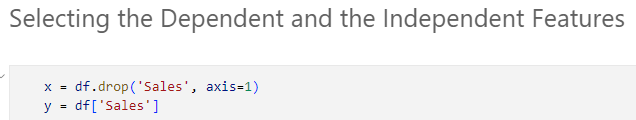 Selecting the Dependent and the Independent Features
x = df.drop('Sales', axis=1)
y = df['Sales']